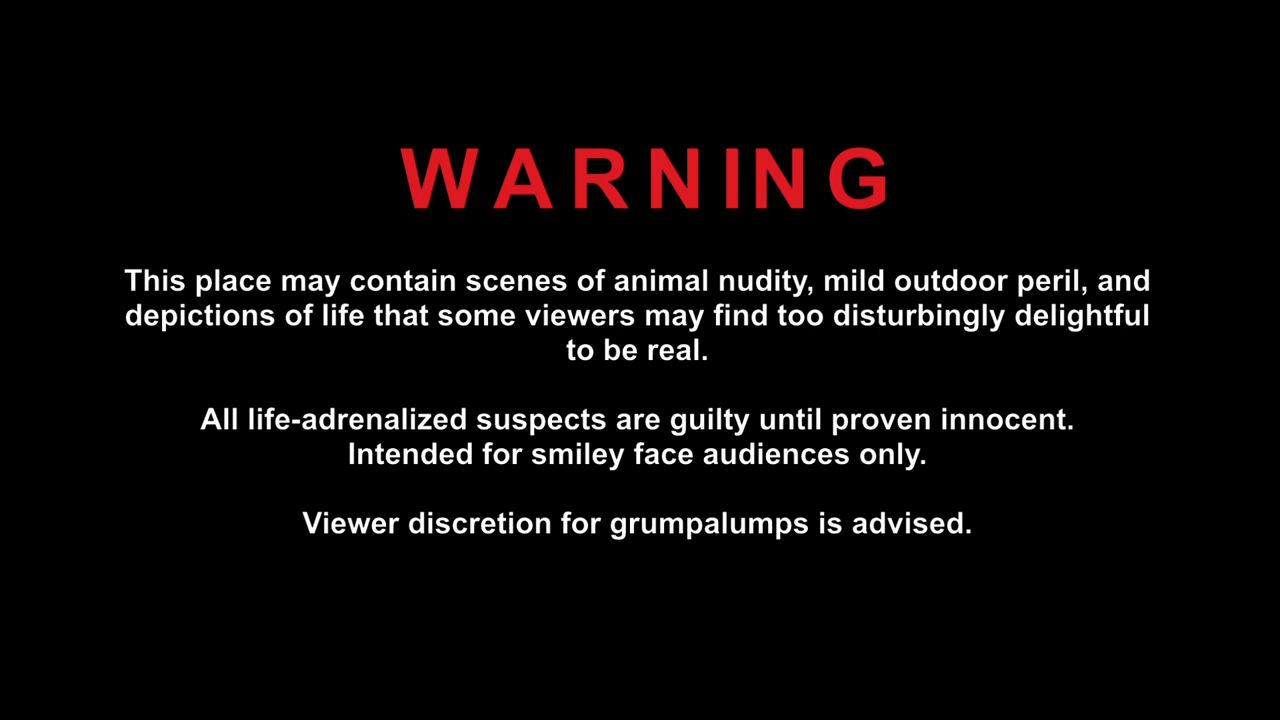 WARNING
This place may contain scenes of animal nudity, mild outdoor peril, and
depictions of life that some viewers may find too disturbingly delightful
to be real.
All life-adrenalized suspects are guilty until proven innocent.
Intended for smiley face audiences only.
Viewer discretion for grumpalumps is advised.